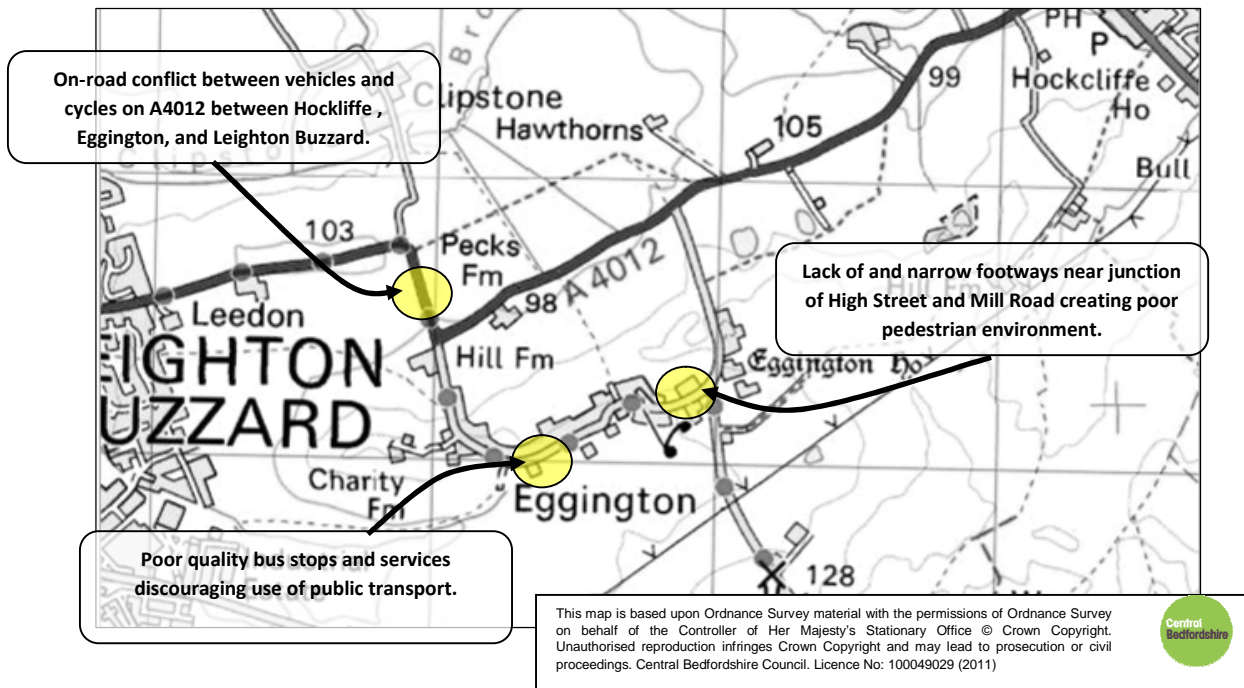 On-road conflict between vehicles and
cycles on A4012 between Hockliffe ,
Eggington, and Leighton Buzzard.
Clipstone
Hawthorns
105
99
PH
P
Hockcliffe
Ho
Bull
103
Pecks
Fm
98
A 4012
Leedon
Hill Fm
EIGHTON
UZZARD
Lack of and narrow footways near junction
of High Street and Mill Road creating poor
pedestrian environment.
Eggington Ho
Charity
Fm
Eggington
128
Poor quality bus stops and services
discouraging use of public transport.
This map is based upon Ordnance Survey material with the permissions of Ordnance Survey
on behalf of the Controller of Her Majesty's Stationary Office © Crown Copyright.
Unauthorised reproduction infringes Crown Copyright and may lead to prosecution or civil
proceedings. Central Bedfordshire Council. Licence No: 100049029 (2011)
Central
Bedfordshire